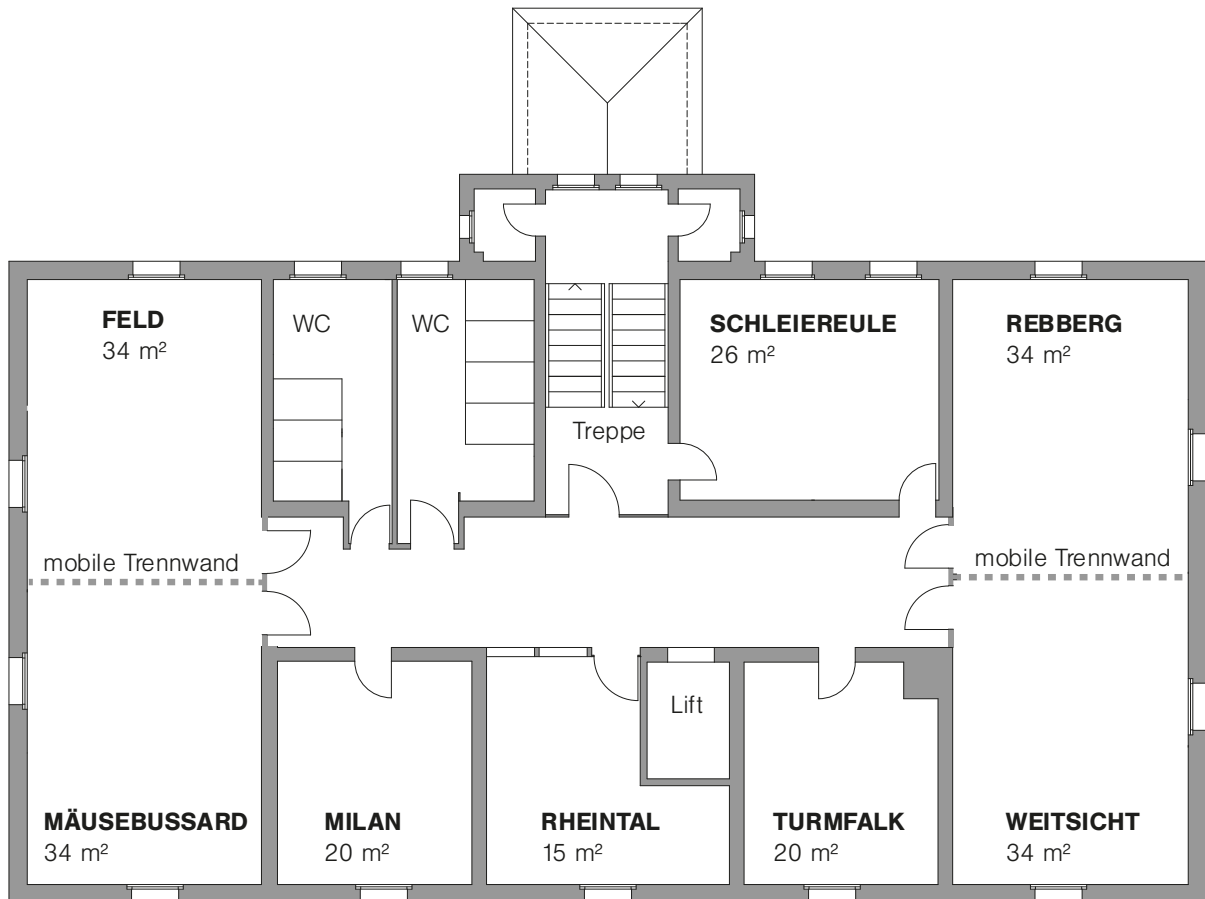 FELD
34 m²
WC
WC
SCHLEIEREULE
26 m²
REBBERG
34 m²
Treppe
mobile Trennwand
mobile Trennwand
Lift
MÄUSEBUSSARD
34 m²
MILAN
20 m²
RHEINTAL
15 m²
TURMFALK
20 m²
WEITSICHT
34 m²